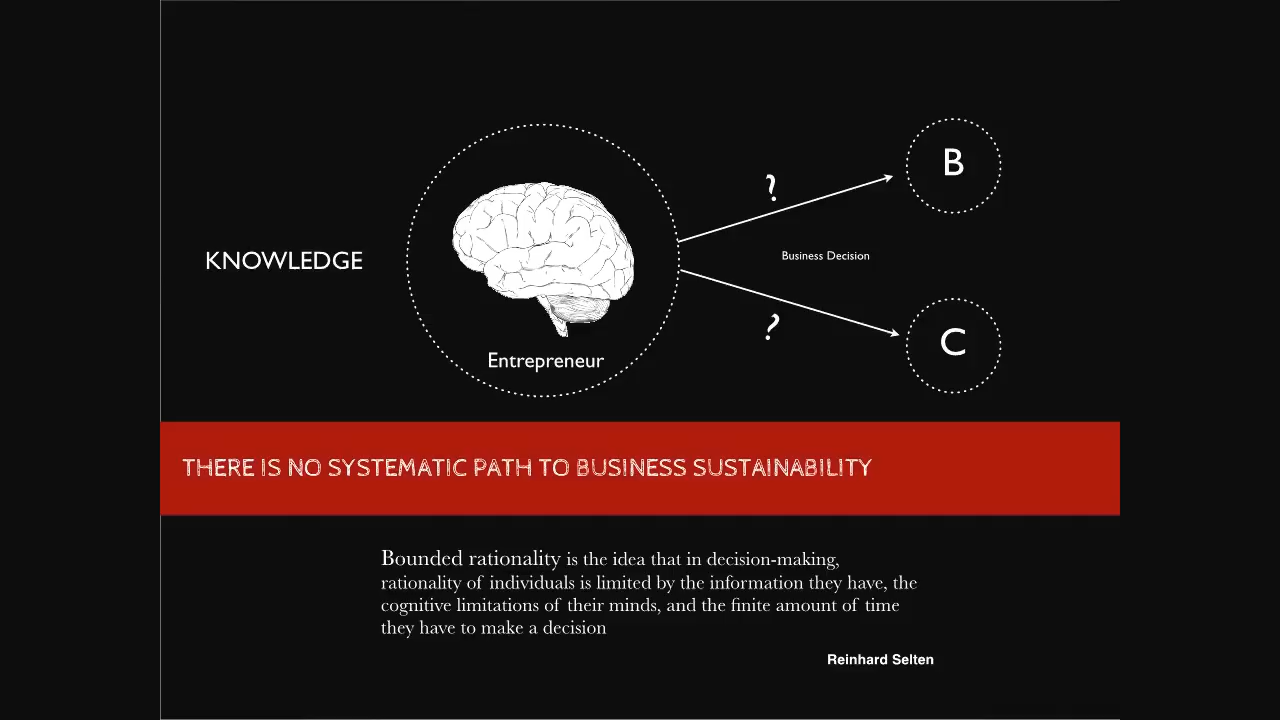 KNOWLEDGE
Entrepreneur
?
Business Decision
?
B
C
THERE IS NO SYSTEMATIC PATH TO BUSINESS SUSTAINABILITY
Bounded rationality is the idea that in decision-making,
rationality of individuals is limited by the information they have, the
cognitive limitations of their minds, and the finite amount of time
they have to make a decision
Reinhard Selten